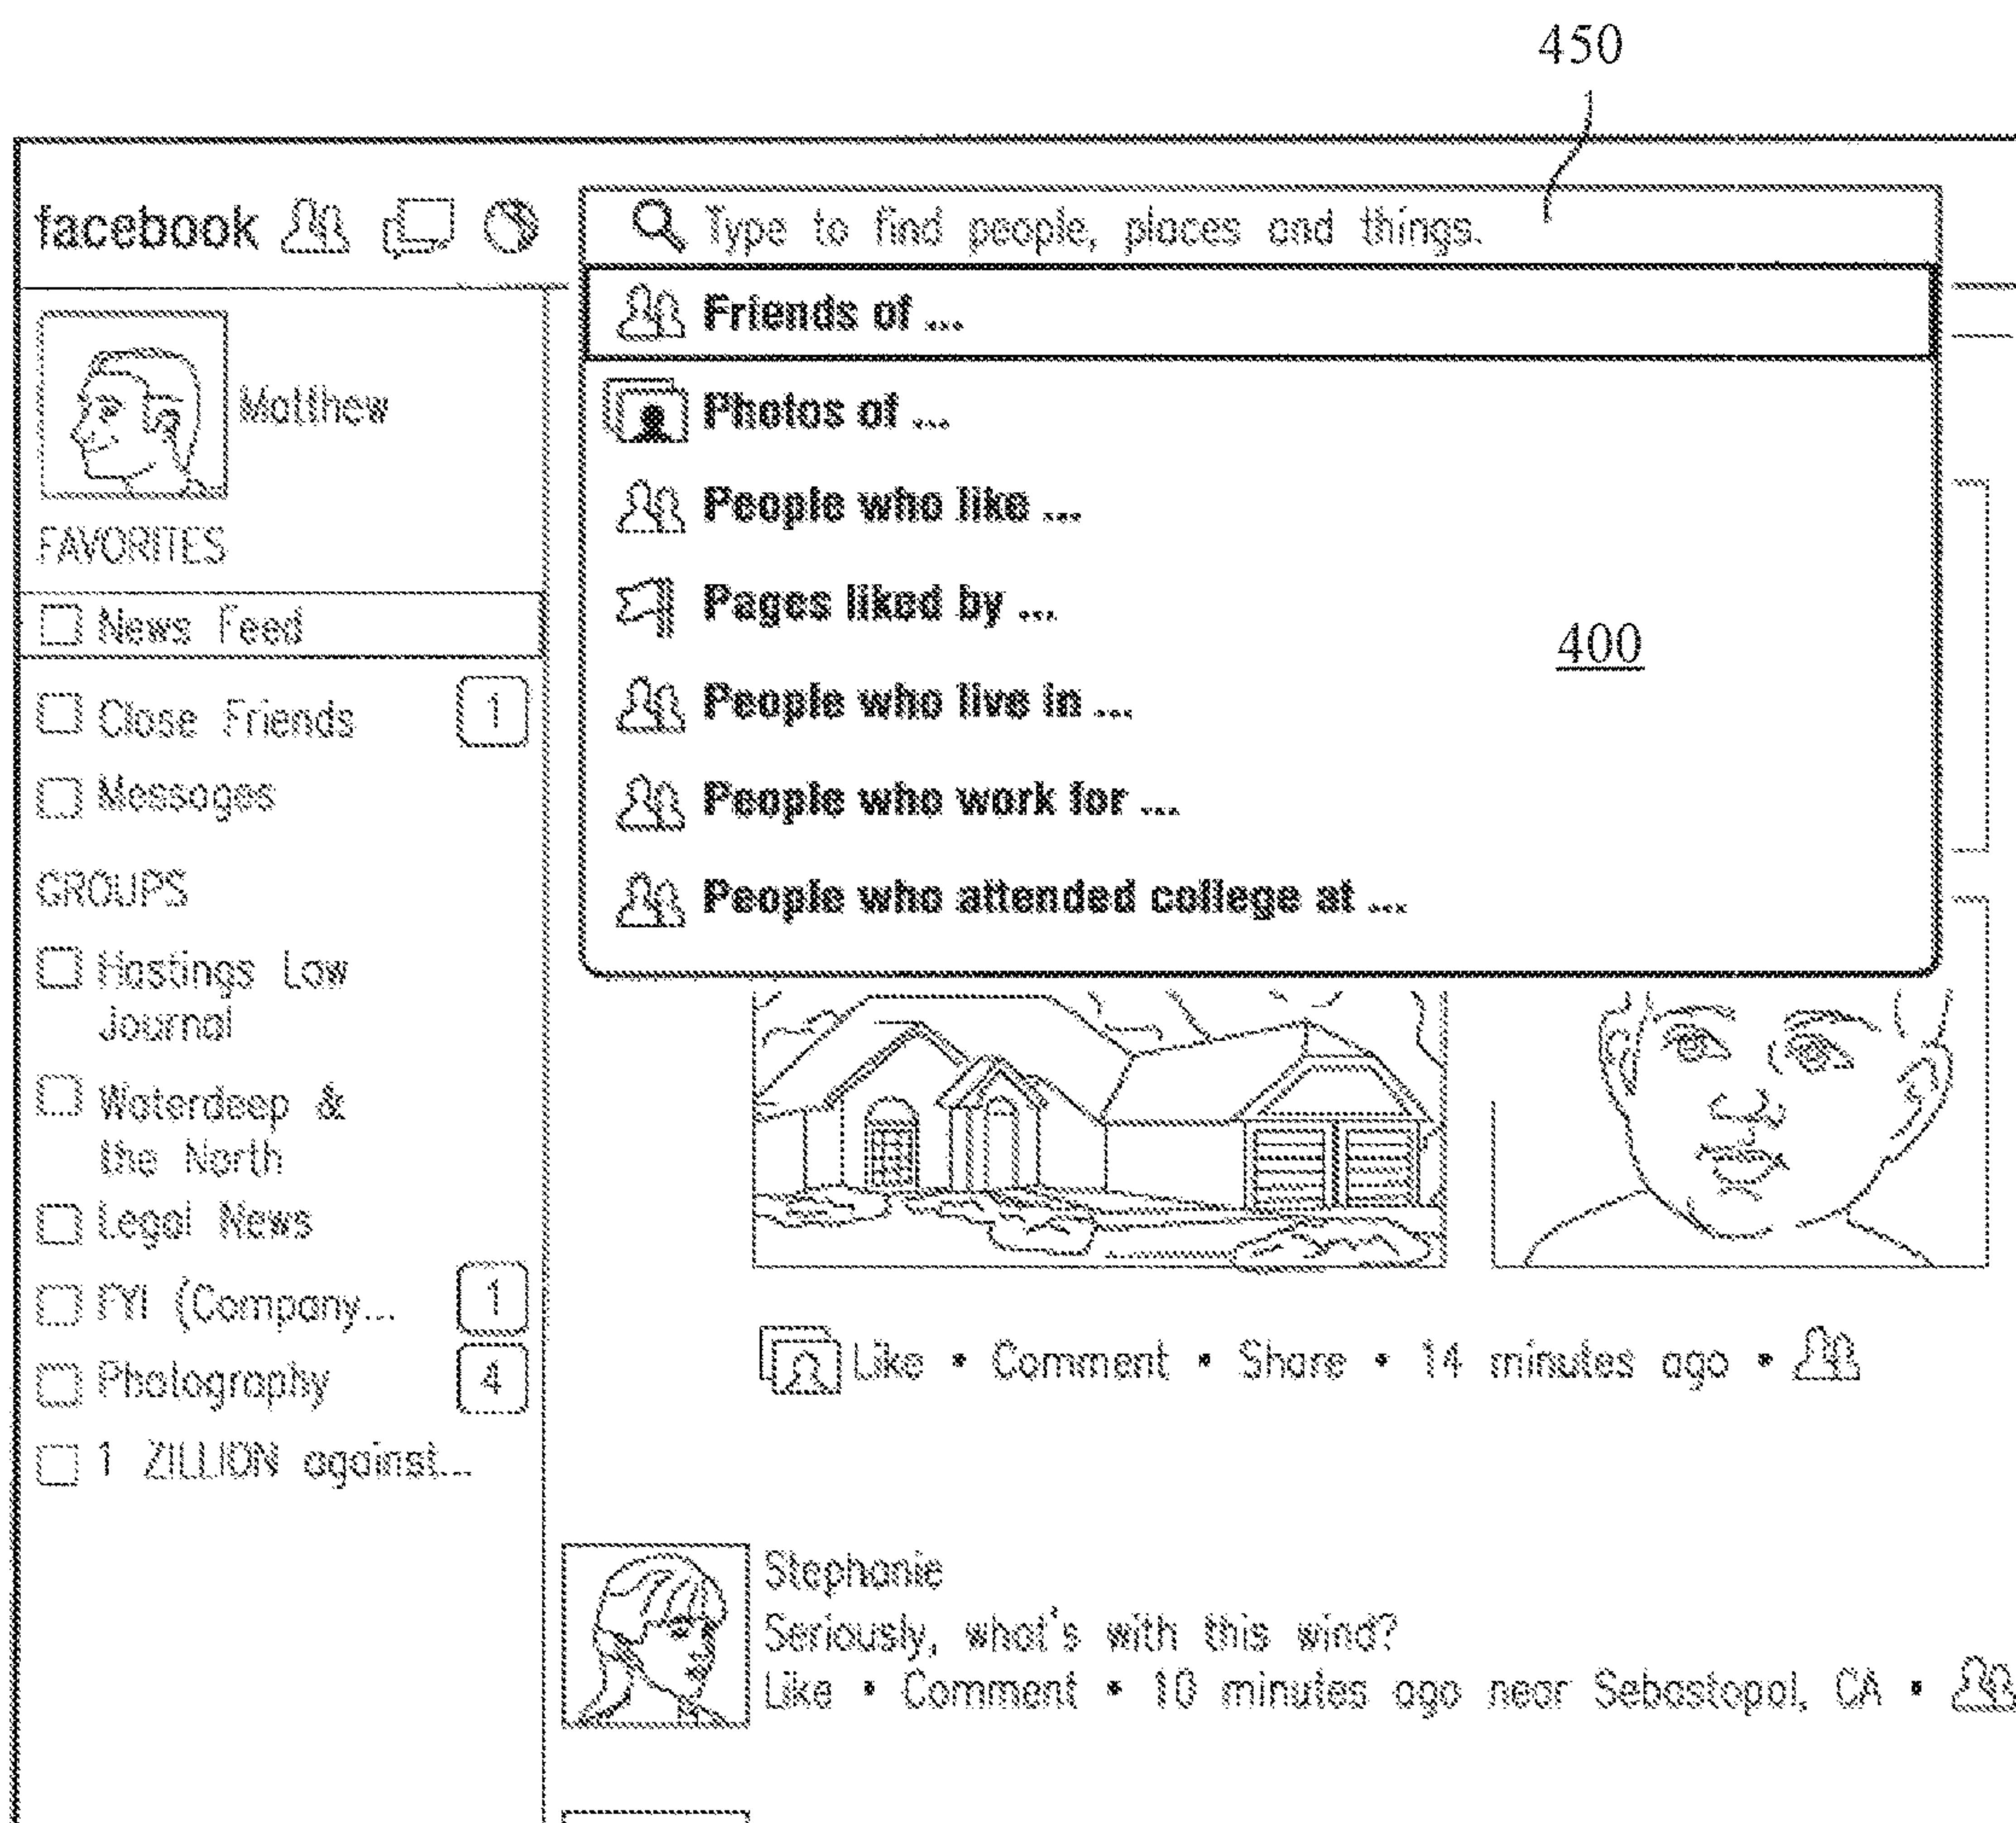 450
facebook
Type to find people, places and things.
Friends of ...
Photos of ...
People who like ...
Pages liked by ...
People who live in ...
People who work for ...
People who attended college at ...
400
Matthew
FAVORITES
News Feed
Close Friends 1
Messages
GROUPS
Hastings Law
Journal
Waterdeep &
the North
Legal News
FYI (Company... 1
Photography 4
1 ZILLION against...
Like • Comment • Share • 14 minutes ago •
Stephanie
Seriously, what's with this wind?
Like • Comment • 10 minutes ago near Sebastopol, CA •